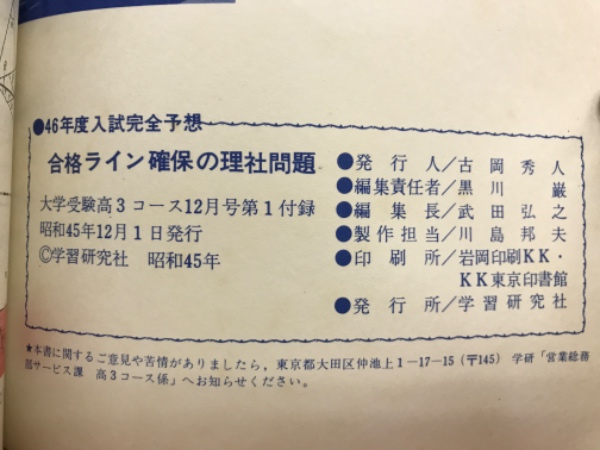 ●46年度入試完全予想
合格ライン確保の理社問題
大学受験高3コース12月号第1付録
昭和45年12月1日発行
©学習研究社 昭和45年
●発行人/古岡秀人
●編集責任者/黒川 巌
●編集長/武田弘之
●製作担当/川島邦夫
●印刷所/岩岡印刷KK・
KK東京印書館
●発行所/学習研究社
★本書に関するご意見や苦情がありましたら,東京都大田区仲池上1-17-15(〒145) 学研「営業総務
部サービス課 高3コース係」へお知らせください。